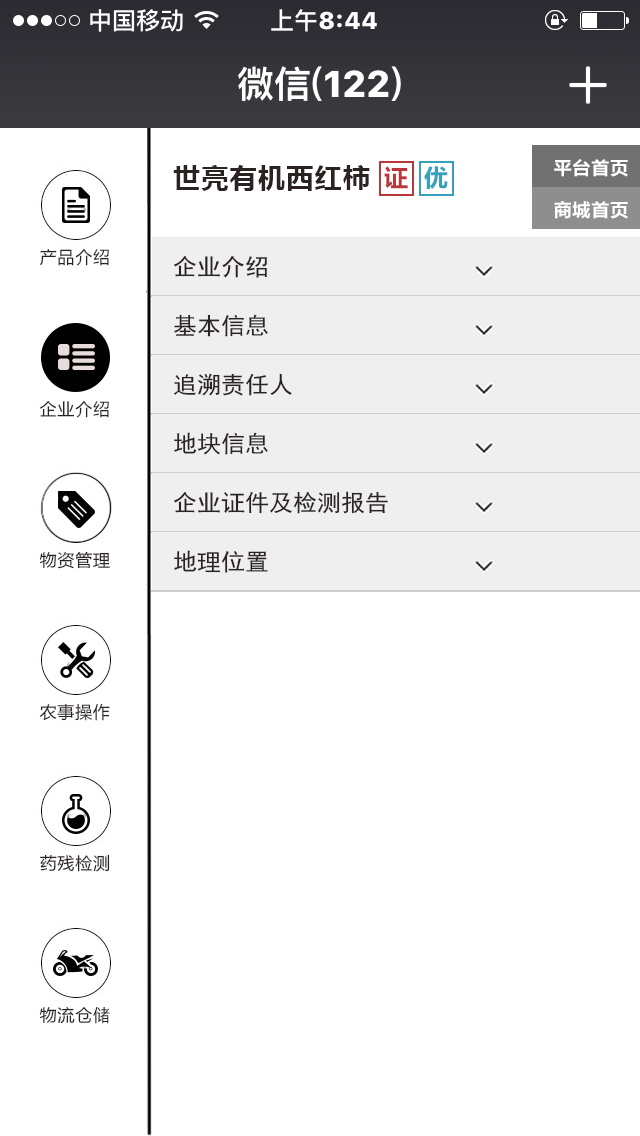 中国移动 上午8:44
微信(122)
产品介绍
企业介绍
物资管理
农事操作
药残检测
物流仓储
世亮有机西红柿 证 优
平台首页
商城首页
企业介绍
基本信息
追溯责任人
地块信息
企业证件及检测报告
地理位置